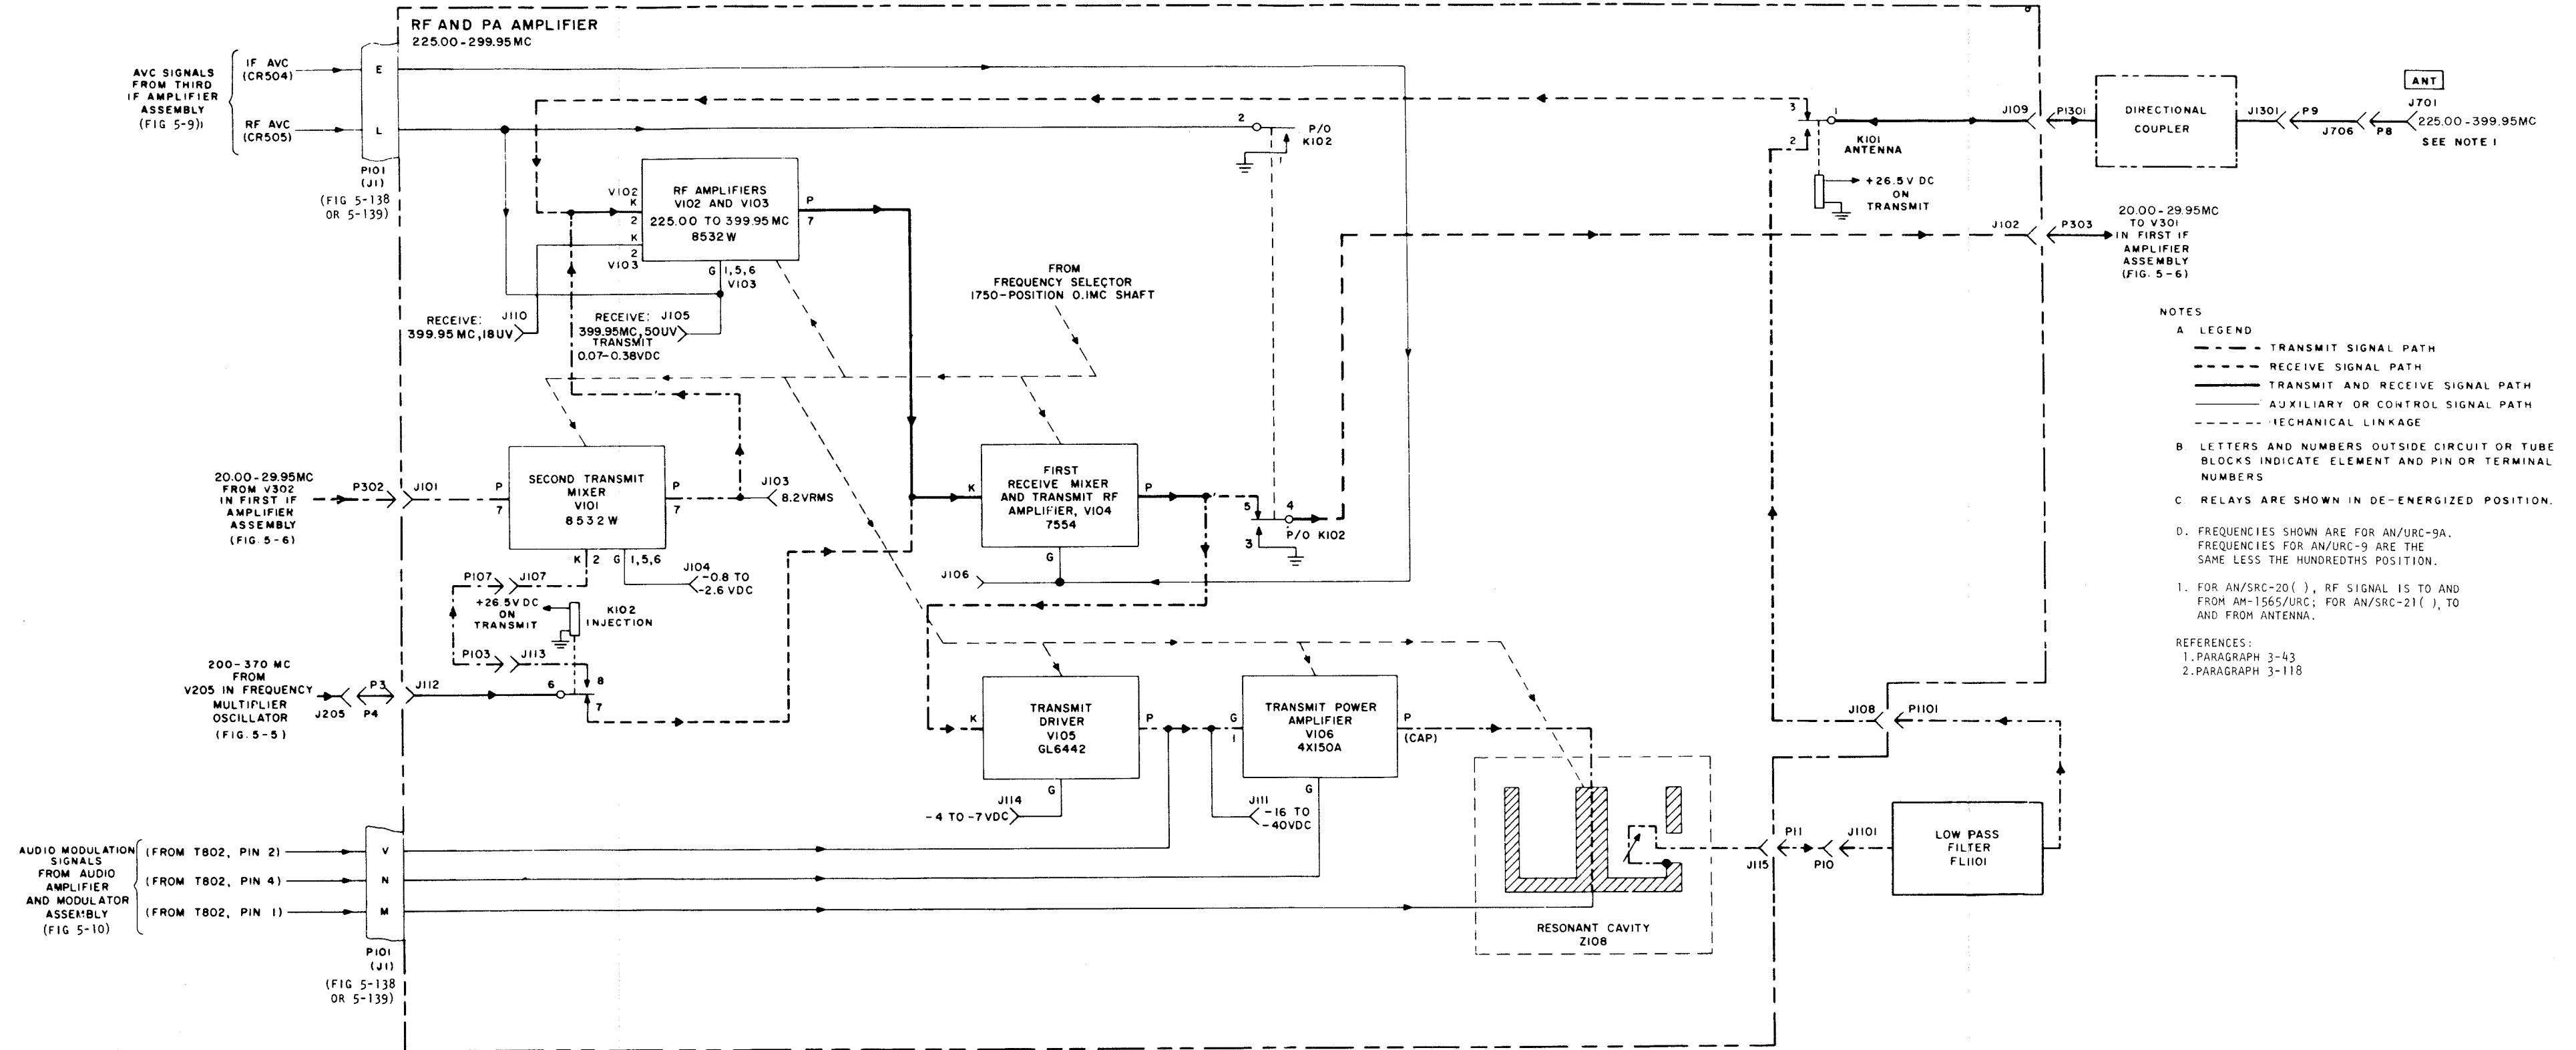 RF AND PA AMPLIFIER
225.00-299.95MC
AVC SIGNALS
FROM THIRD
IF AMPLIFIER
ASSEMBLY
(FIG 5-9)
IF AVC
(CR504)
RF AVC
(CR505)
E
L
P101
(J1)
(FIG 5-138
OR 5-139)
2
P/O
K102
3
1
2
K101
ANTENNA
+26.5V DC
ON
TRANSMIT
J109
P1301
DIRECTIONAL
COUPLER
J1301
P9
J706
P8
ANT
J701
225.00-399.95MC
SEE NOTE 1
V102
K
2
K
2
V103
RF AMPLIFIERS
V102 AND V103
225.00 TO 399.95 MC
8532W
P
7
G 1,5,6
V103
RECEIVE: J110
399.95MC,18UV
RECEIVE: J105
399.95MC,50UV
TRANSMIT
0.07-0.38VDC
FROM
FREQUENCY SELECTOR
1750-POSITION 0.1MC SHAFT
J102
P303
20.00-29.95MC
TO V301
IN FIRST IF
AMPLIFIER
ASSEMBLY
(FIG. 5-6)
20.00-29.95MC
FROM V302
IN FIRST IF
AMPLIFIER
ASSEMBLY
(FIG. 5-6)
P302
J101
P
7
SECOND TRANSMIT
MIXER
V101
8532W
P
7
J103
8.2VRMS
K 2 G 1,5,6
J104
-0.8 TO
-2.6 VDC
K
FIRST
RECEIVE MIXER
AND TRANSMIT RF
AMPLIFIER, V104
7554
P
G
J106
5
4
3
P/O K102
P107
J107
+26.5V DC
ON
TRANSMIT
K102
INJECTION
P103
J113
200-370 MC
FROM
V205 IN FREQUENCY
MULTIPLIER
OSCILLATOR
(FIG. 5-5)
J205
P3
P4
J112
6
8
7
K
TRANSMIT
DRIVER
V105
GL6442
P
G
J114
-4 TO -7VDC
G
1
TRANSMIT POWER
AMPLIFIER
V106
4X150A
P
(CAP)
G
J111
-16 TO
-40VDC
RESONANT CAVITY
Z108
J115
P11
P10
J1101
LOW PASS
FILTER
FL1101
J108
P1101
AUDIO MODULATION
SIGNALS
FROM AUDIO
AMPLIFIER
AND MODULATOR
ASSEMBLY
(FIG 5-10)
(FROM T802, PIN 2)
(FROM T802, PIN 4)
(FROM T802, PIN 1)
V
N
M
P101
(J1)
(FIG 5-138
OR 5-139)
NOTES
A LEGEND
TRANSMIT SIGNAL PATH
RECEIVE SIGNAL PATH
TRANSMIT AND RECEIVE SIGNAL PATH
AUXILIARY OR CONTROL SIGNAL PATH
MECHANICAL LINKAGE
B. LETTERS AND NUMBERS OUTSIDE CIRCUIT OR TUBE
BLOCKS INDICATE ELEMENT AND PIN OR TERMINAL
NUMBERS
C. RELAYS ARE SHOWN IN DE-ENERGIZED POSITION.
D. FREQUENCIES SHOWN ARE FOR AN/URC-9A.
FREQUENCIES FOR AN/URC-9 ARE THE
SAME LESS THE HUNDREDTHS POSITION.
1. FOR AN/SRC-20( ), RF SIGNAL IS TO AND
FROM AM-1565/URC; FOR AN/SRC-21( ), TO
AND FROM ANTENNA.
REFERENCES:
1.PARAGRAPH 3-43
2.PARAGRAPH 3-118